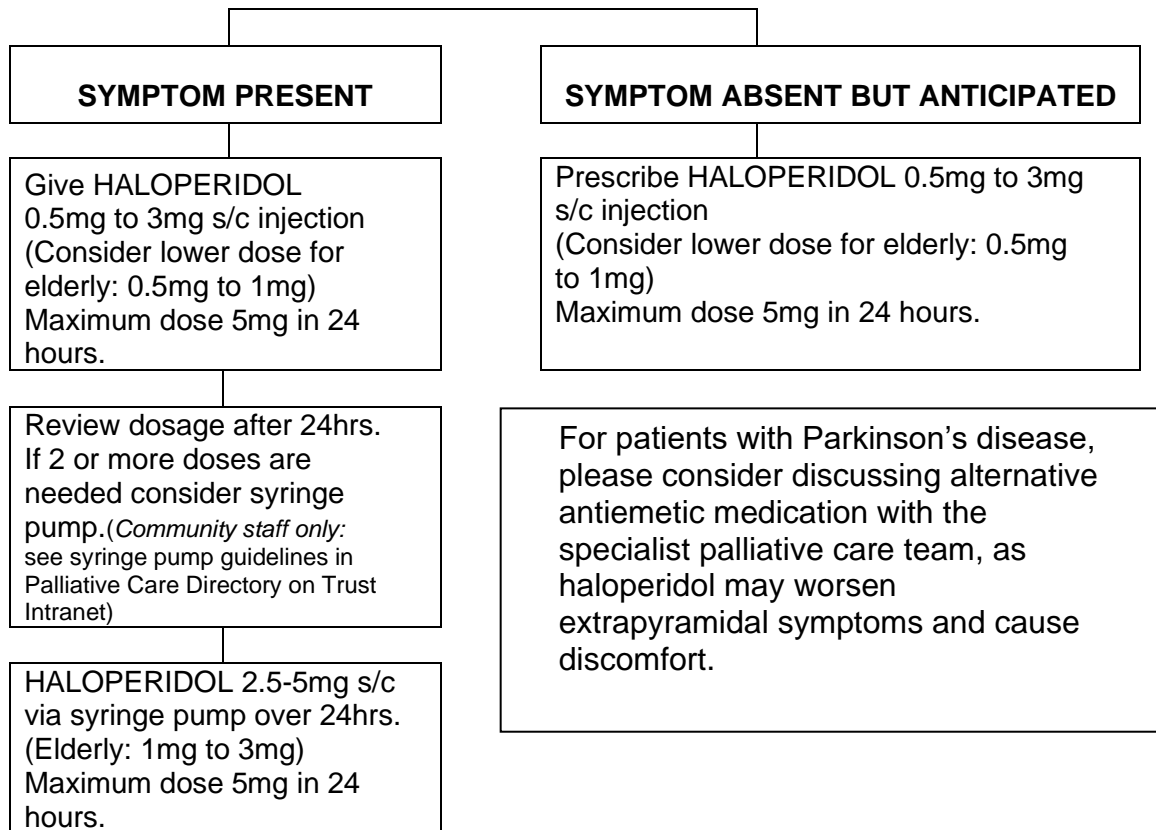 SYMPTOM PRESENT
Give HALOPERIDOL
0.5mg to 3mg s/c injection
(Consider lower dose for
elderly: 0.5mg to 1mg)
Maximum dose 5mg in 24
hours.
Review dosage after 24hrs.
If 2 or more doses are
needed consider syringe
pump.(Community staff only:
see syringe pump guidelines in
Palliative Care Directory on Trust
Intranet)
HALOPERIDOL 2.5-5mg s/c
via syringe pump over 24hrs.
(Elderly: 1mg to 3mg)
Maximum dose 5mg in 24
hours.
SYMPTOM ABSENT BUT ANTICIPATED
Prescribe HALOPERIDOL 0.5mg to 3mg
s/c injection
(Consider lower dose for elderly: 0.5mg
to 1mg)
Maximum dose 5mg in 24 hours.
For patients with Parkinson’s disease,
please consider discussing alternative
antiemetic medication with the
specialist palliative care team, as
haloperidol may worsen
extrapyramidal symptoms and cause
discomfort.